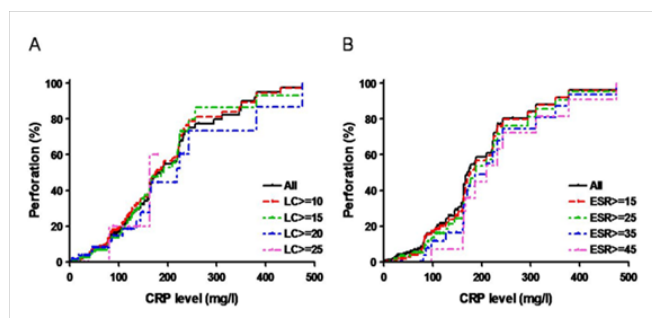 A
Perforation (%)
100
80
60
40
20
0
All
LC>=10
LC>=15
LC>=20
LC>=25
0 100 200 300 400 500
CRP level (mg/l)
B
Perforation (%)
100
80
60
40
20
0
All
ESR>=15
ESR>=25
ESR>=35
ESR>=45
0 100 200 300 400 500
CRP level (mg/l)